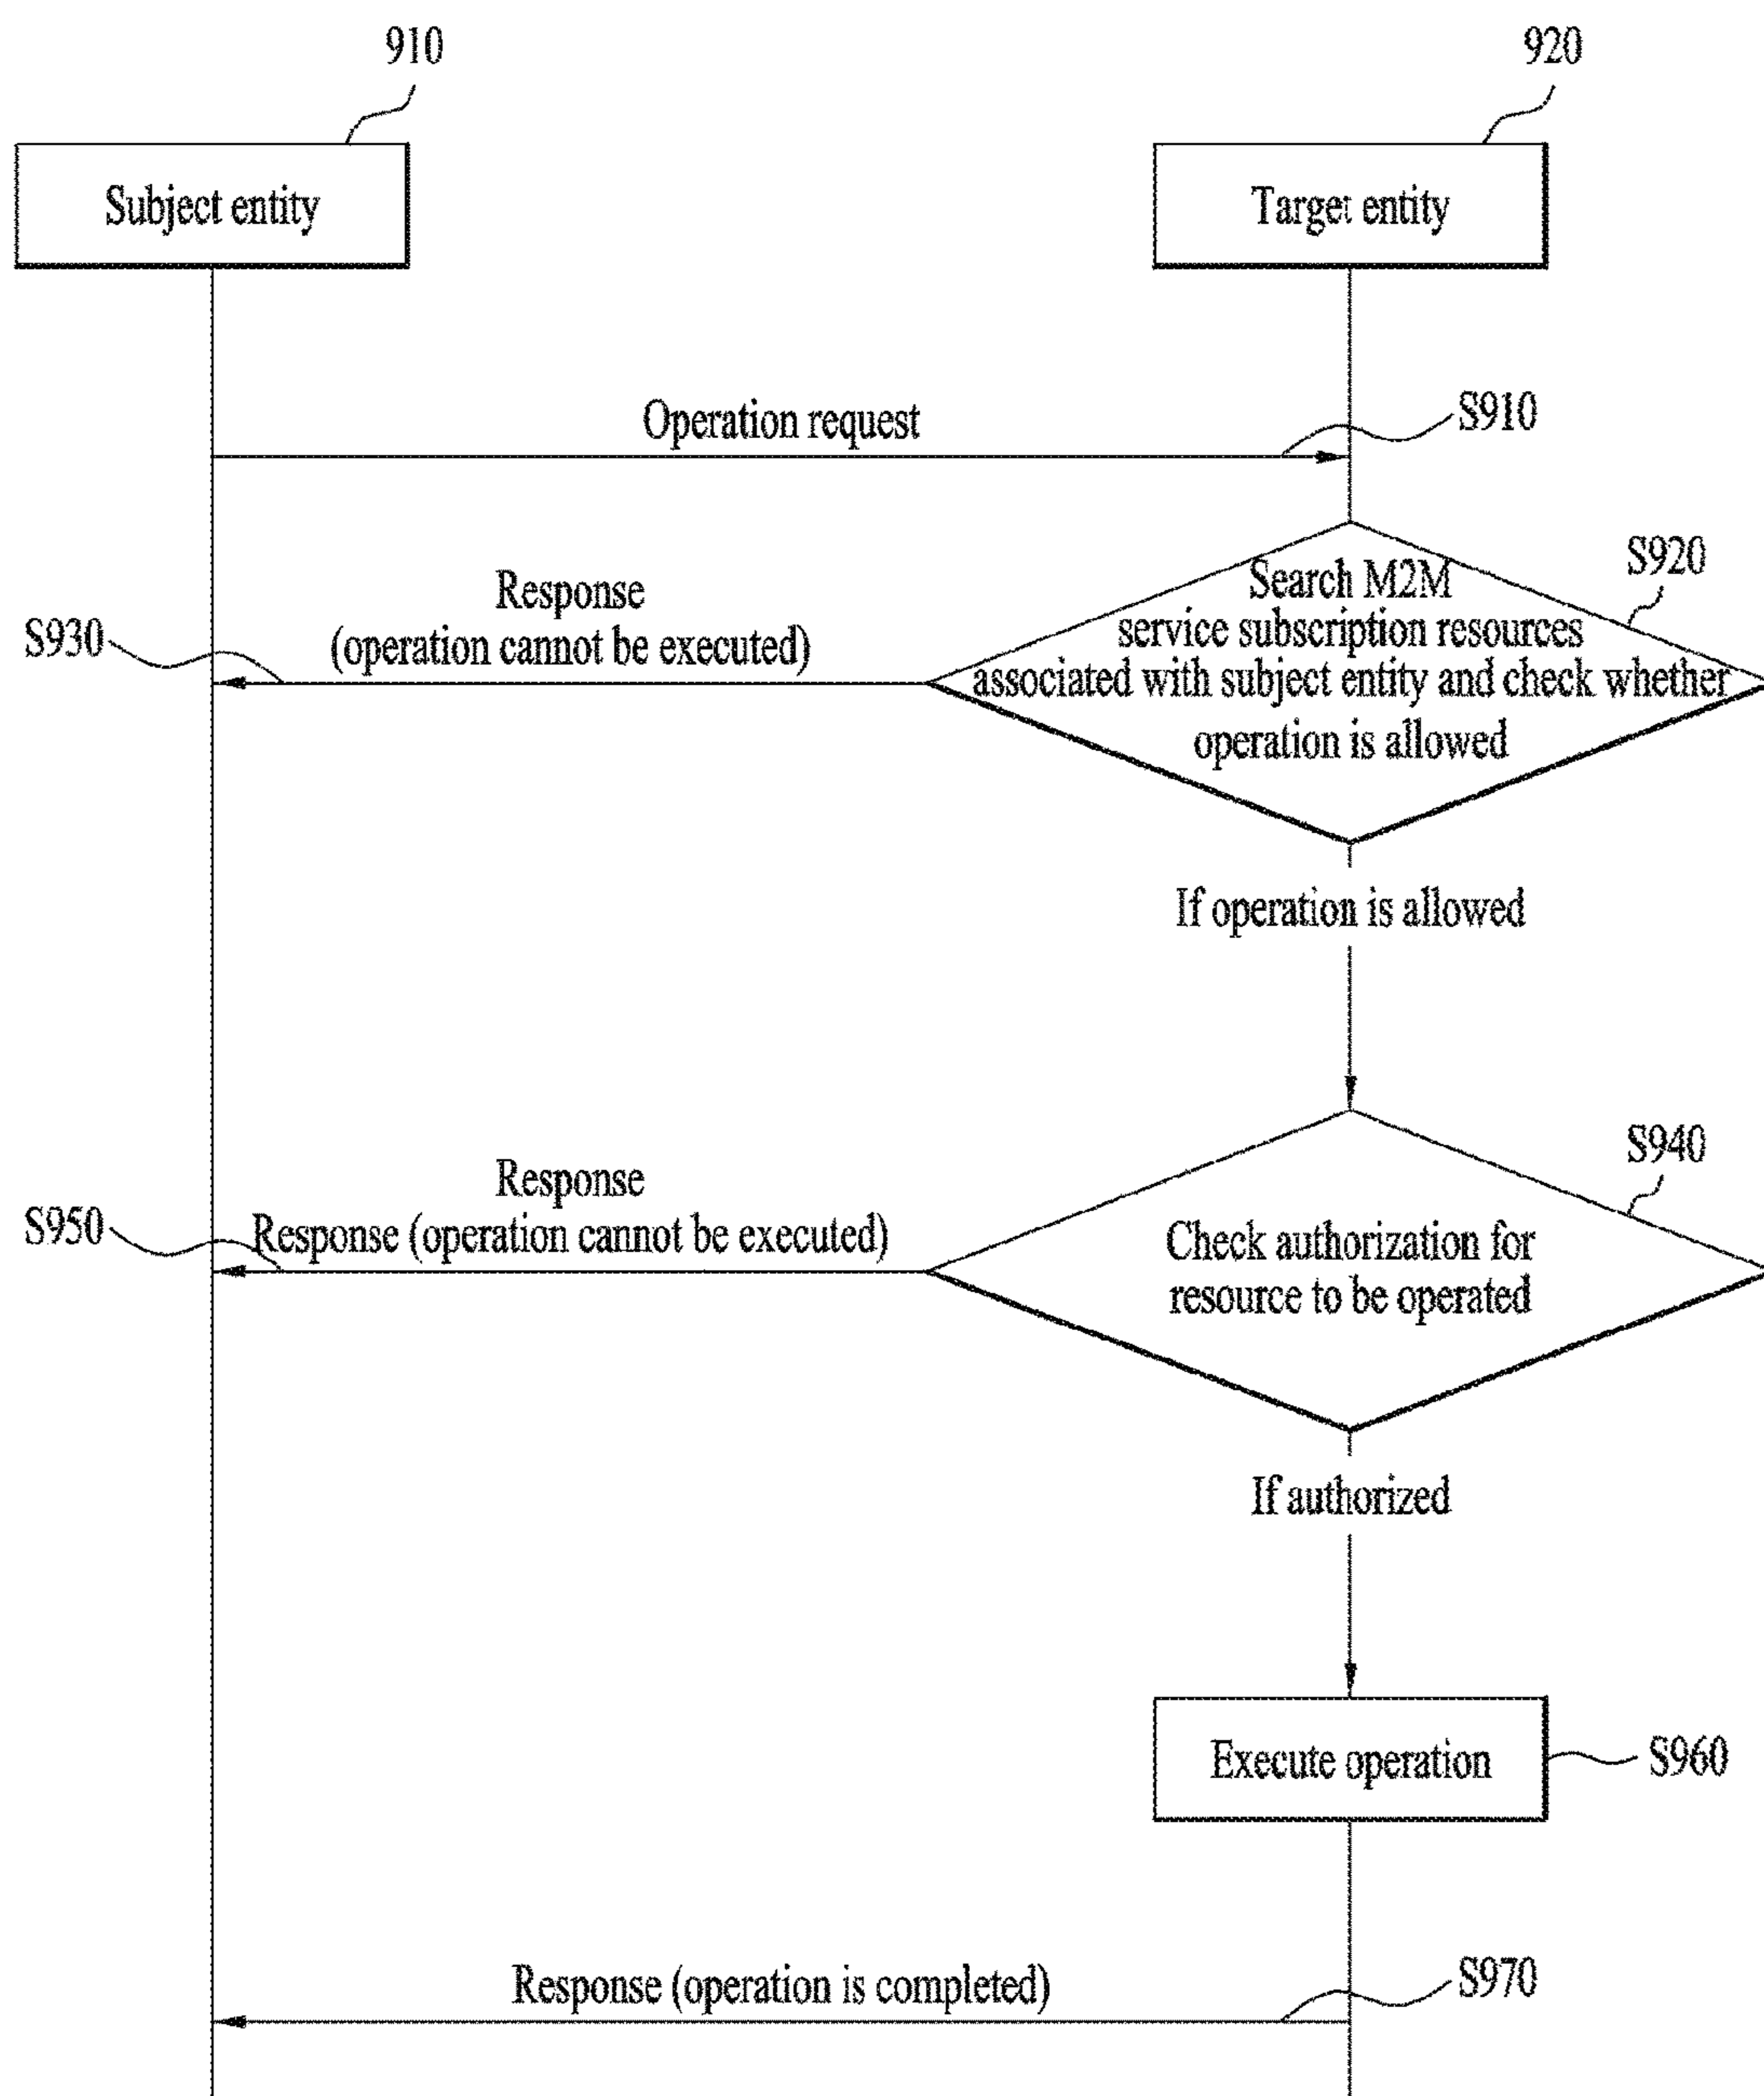 910
920
Subject entity
Target entity
Operation request
S910
Search M2M
service subscription resources
associated with subject entity and check whether
operation is allowed
S920
Response
(operation cannot be executed)
S930
If operation is allowed
S940
Response
Response (operation cannot be executed)
S950
Check authorization for
resource to be operated
If authorized
Execute operation
S960
Response (operation is completed)
S970